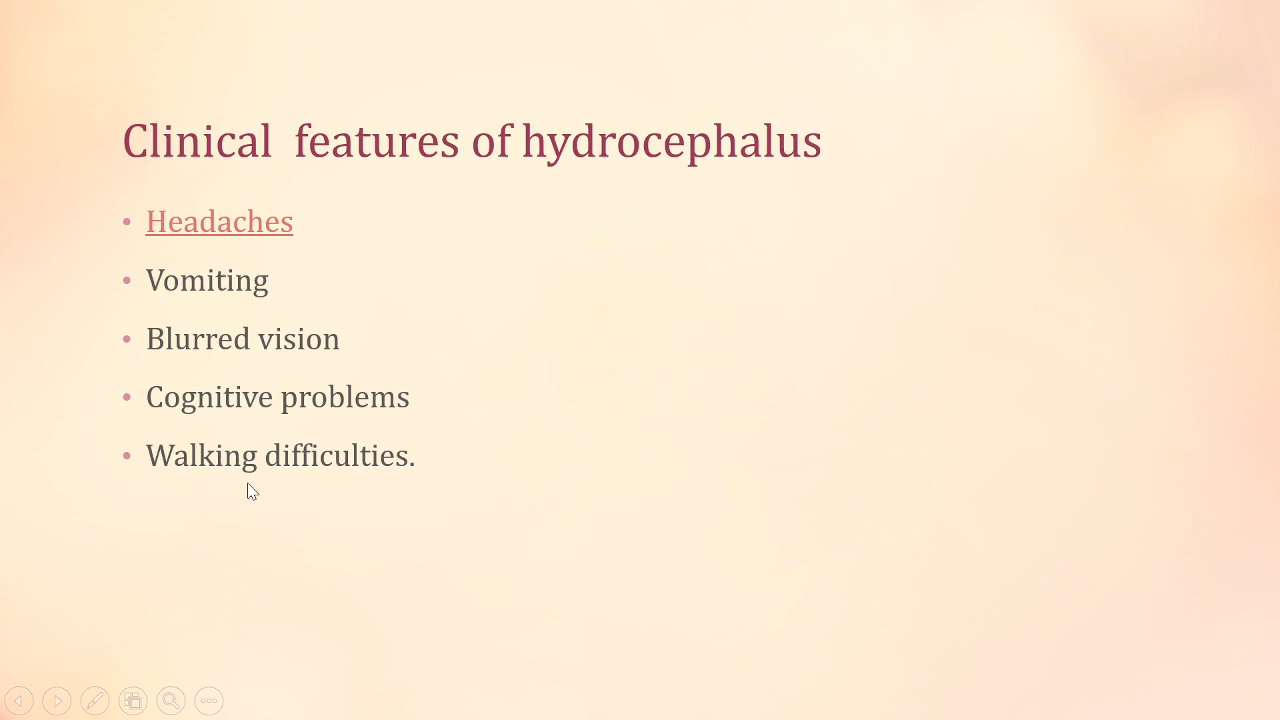 Clinical  features of hydrocephalus
• Headaches
• Vomiting
• Blurred vision
• Cognitive problems
• Walking difficulties.